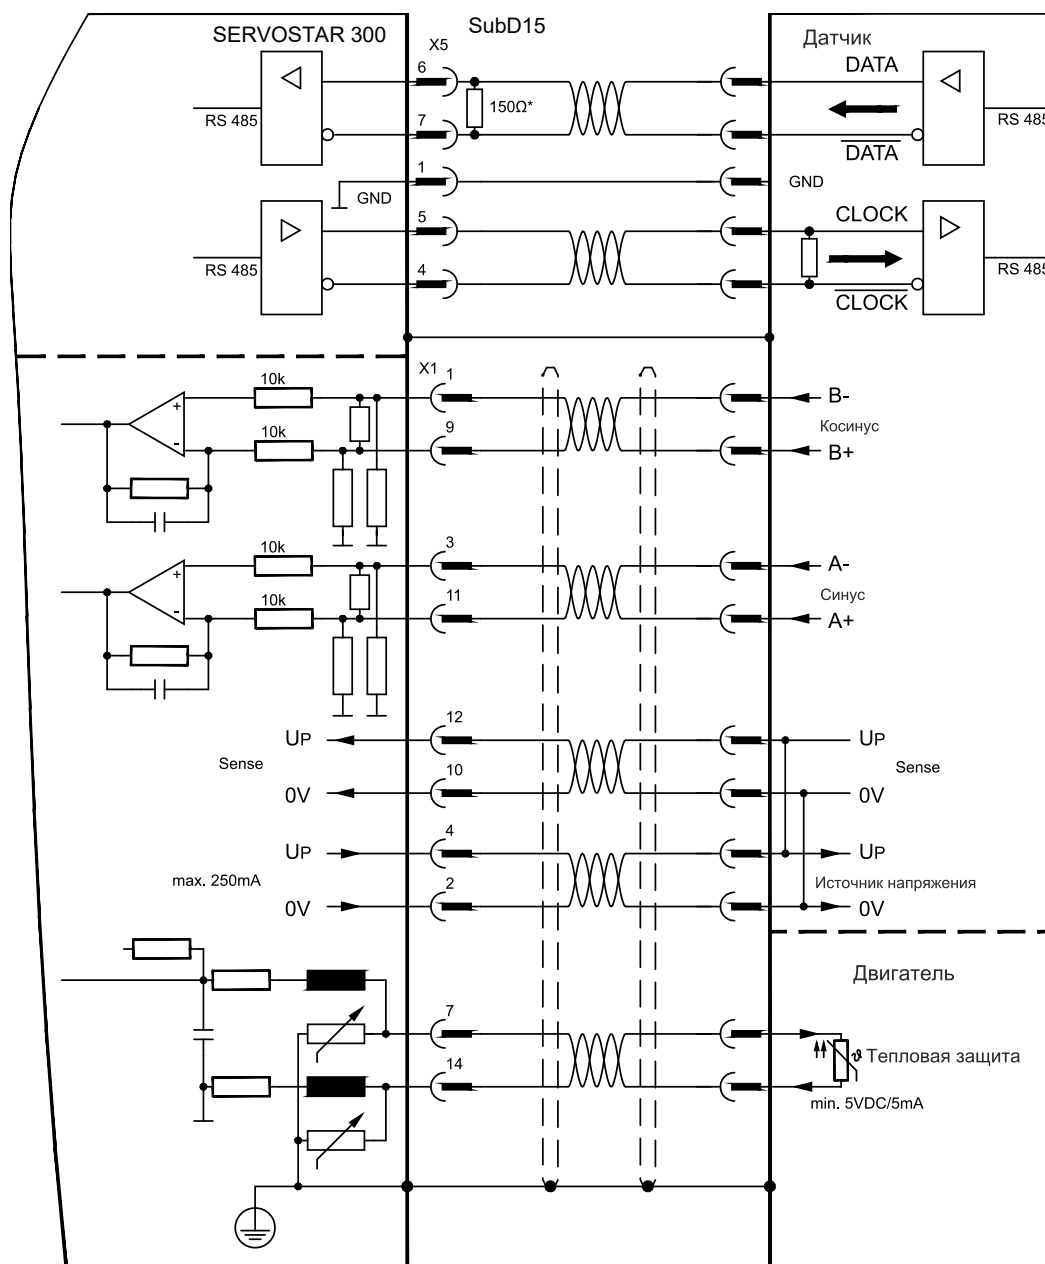 SERVOSTAR 300
SubD15
Датчик
X5
6
DATA
RS 485
150Ω*
RS 485
7
DATA
1
GND
GND
5
CLOCK
RS 485
RS 485
4
CLOCK
X1
1
10k
B-
Косинус
9
10k
B+
3
10k
A-
Синус
11
10k
A+
12
UP
UP
Sense
Sense
10
0V
0V
4
UP
UP
max. 250mA
Источник напряжения
2
0V
0V
Двигатель
7
ϑ Тепловая защита
14
min. 5VDC/5mA